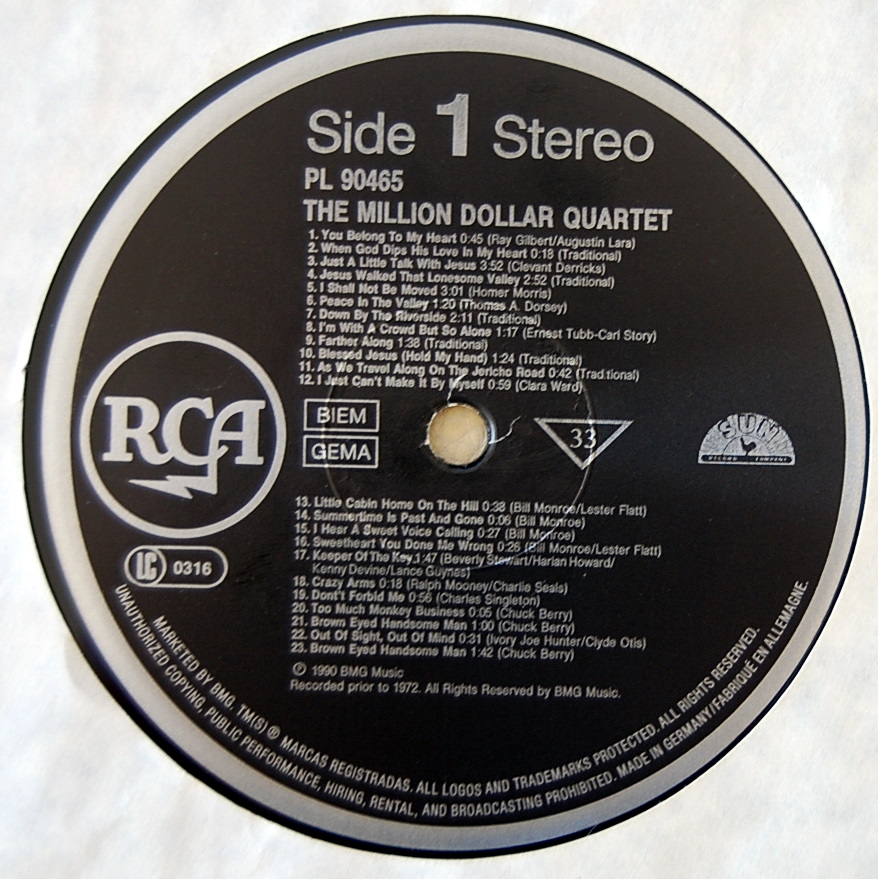 Side 1 Stereo
PL 90465
THE MILLION DOLLAR QUARTET
1. You Belong To My Heart 0:45 (Ray Gilbert/Augustin Lara)
2. When God Dips His Love In My Heart 0:18 (Traditional)
3. Just A Little Talk With Jesus 3:52 (Clevant Derricks)
4. Jesus Walked That Lonesome Valley 2:52 (Traditional)
5. I Shall Not Be Moved 3:01 (Homer Morris)
6. Peace In The Valley 1:20 (Thomas A. Dorsey)
7. Down By The Riverside 2:11 (Traditional)
8. I'm With A Crowd But So Alone 1:17 (Ernest Tubb-Carl Story)
9. Farther Along 1:38 (Traditional)
10. Blessed Jesus (Hold My Hand) 1:24 (Traditional)
11. As We Travel Along On The Jericho Road 0:42 (Traditional)
12. I Just Can't Make It By Myself 0:59 (Clara Ward)
RCA
BIEM
GEMA
33
SUN
RECORD COMPANY
LC 0316
13. Little Cabin Home On The Hill 0:38 (Bill Monroe/Lester Flatt)
14. Summertime Is Past And Gone 0:06 (Bill Monroe)
15. I Hear A Sweet Voice Calling 0:27 (Bill Monroe)
16. Sweetheart You Done Me Wrong 0:26 (Bill Monroe/Lester Flatt)
17. Keeper Of The Key 1:47 (Beverly Stewart/Harlan Howard/
Kenny Devine/Lance Guynes)
18. Crazy Arms 0:18 (Ralph Mooney/Charlie Seals)
19. Dont't Forbid Me 0:56 (Charles Singleton)
20. Too Much Monkey Business 0:05 (Chuck Berry)
21. Brown Eyed Handsome Man 1:00 (Chuck Berry)
22. Out Of Sight, Out Of Mind 0:31 (Ivory Joe Hunter/Clyde Otis)
23. Brown Eyed Handsome Man 1:42 (Chuck Berry)
℗ 1990 BMG Music
Recorded prior to 1972. All Rights Reserved by BMG Music.
MARKETED BY BMG. TM(S) ® MARCAS REGISTRADAS. ALL LOGOS AND TRADEMARKS PROTECTED. ALL RIGHTS RESERVED.
UNAUTHORIZED COPYING, PUBLIC PERFORMANCE, HIRING, RENTAL, AND BROADCASTING PROHIBITED. MADE IN GERMANY/FABRIQUÉ EN ALLEMAGNE.